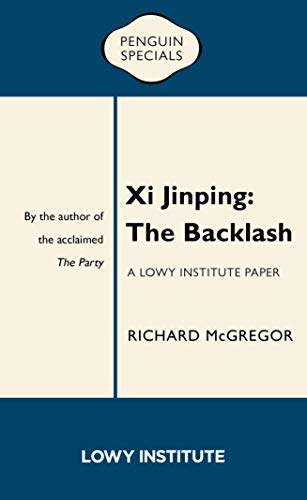 PENGUIN
SPECIALS
By the author of
the acclaimed
The Party
Xi Jinping:
The Backlash
A LOWY INSTITUTE PAPER
RICHARD McGREGOR
LOWY INSTITUTE